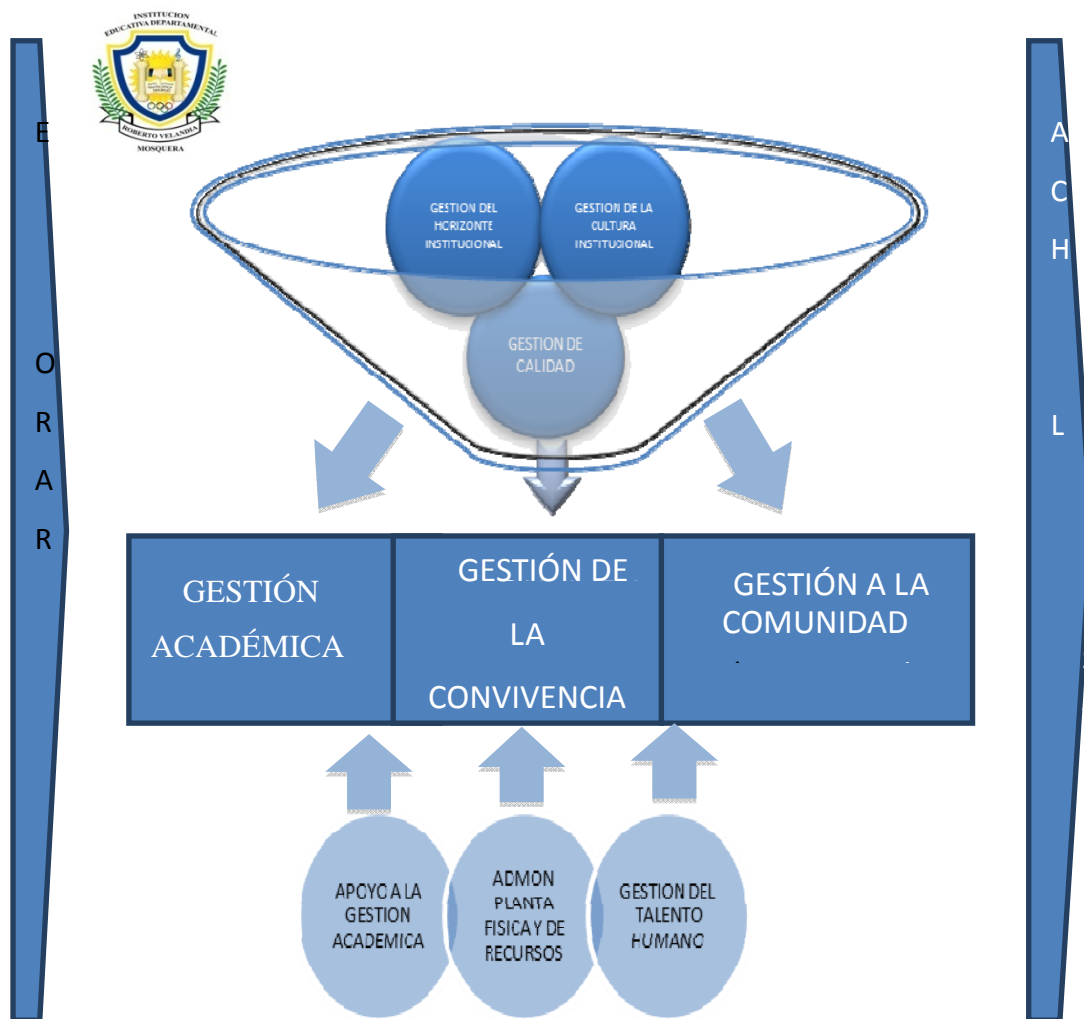 INSTITUCION
EDUCATIVA DEPARTAMENTAL
ROBERTO VELANDIA
MOSQUERA
E
O
R
A
R
A
C
H
L
GESTION DEL
HORIZONTE
INSTITUCIONAL
GESTION DE LA
CULTURA
INSTITUCIONAL
GESTION DE
CALIDAD
GESTIÓN
ACADÉMICA
GESTIÓN DE
LA
CONVIVENCIA
GESTIÓN A LA
COMUNIDAD
APOYO A LA
GESTION
ACADEMICA
ADMON
PLANTA
FISICA Y DE
RECURSOS
GESTION DEL
TALENTO
HUMANO